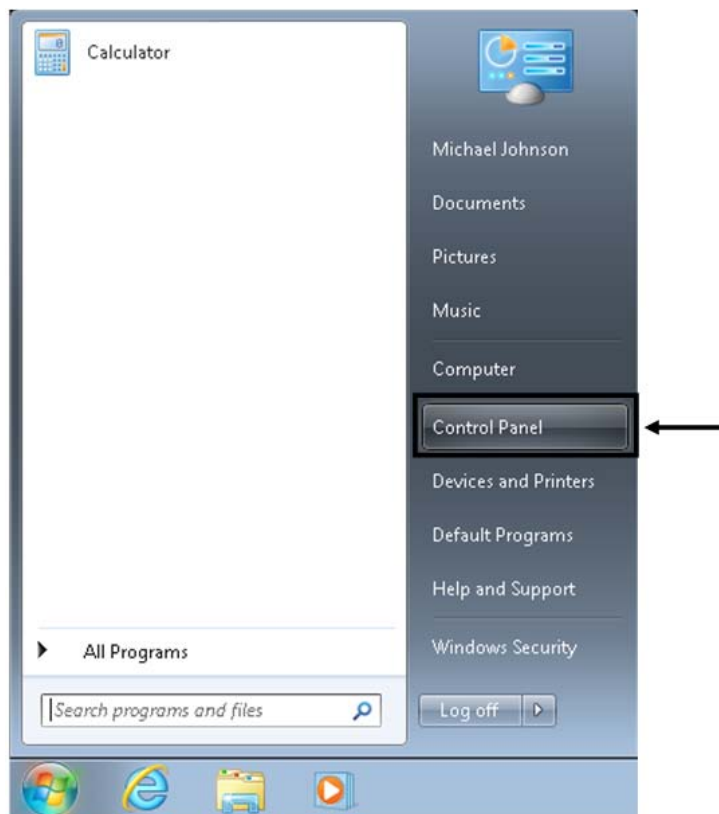 Calculator
Michael Johnson
Documents
Pictures
Music
Computer
Control Panel
Devices and Printers
Default Programs
Help and Support
All Programs
Windows Security
Search programs and files
Log off